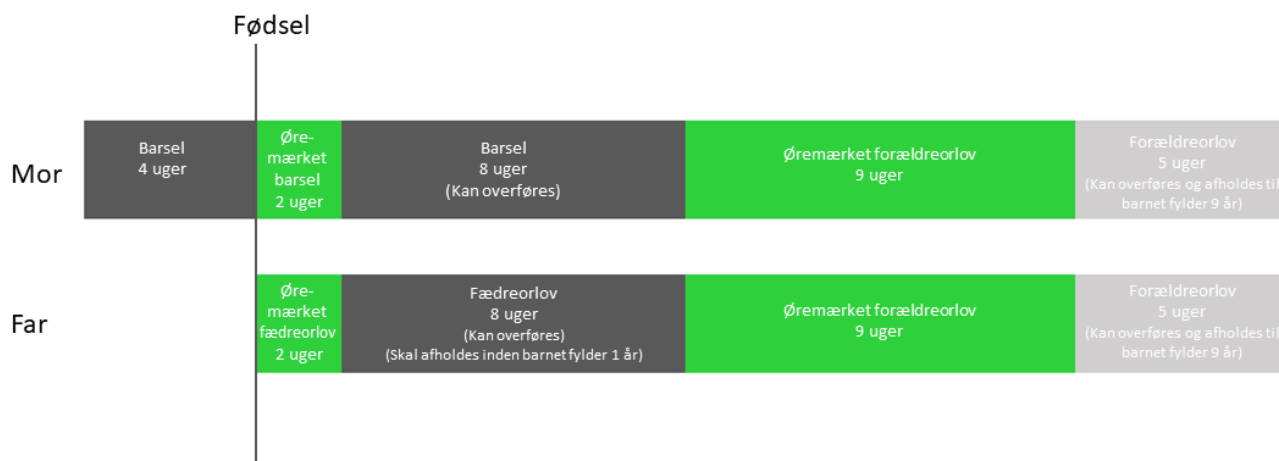 Fødsel
Mor
Barsel
4 uger
Øre-
mærket
barsel
2 uger
Barsel
8 uger
(Kan overføres)
Øremærket forældreorlov
9 uger
Forældreorlov
5 uger
(Kan overføres og afholdes til
barnet fylder 9 år)
Far
Øre-
mærket
fædreorlov
2 uger
Fædreorlov
8 uger
(Kan overføres)
(Skal afholdes inden barnet fylder 1 år)
Øremærket forældreorlov
9 uger
Forældreorlov
5 uger
(Kan overføres og afholdes til
barnet fylder 9 år)